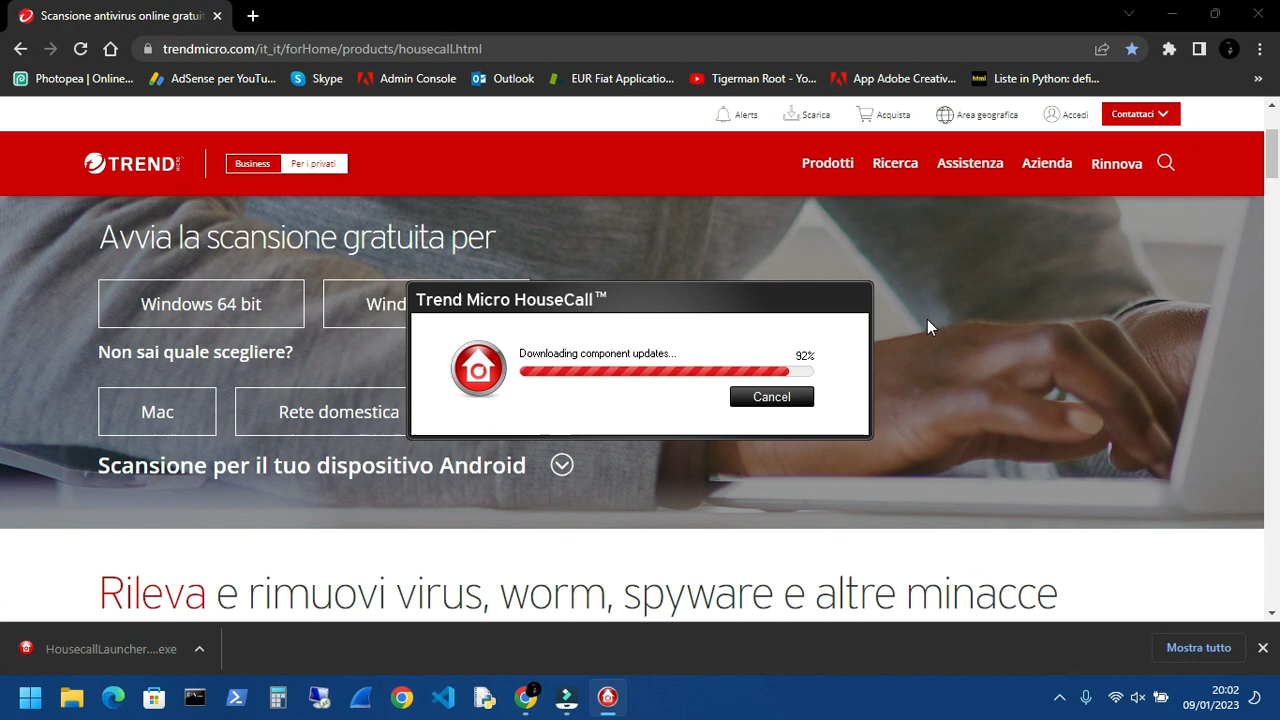 Scansione antivirus online gratuit
trendmicro.com/it_it/forHome/products/housecall.html
Photopea | Online...
AdSense per YouTu...
Skype
Admin Console
Outlook
EUR Fiat Applicatio...
Tigerman Root - Yo...
App Adobe Creativ...
html
Liste in Python: defi...
»
Alerts
Scarica
Acquista
Area geografica
Accedi
Contattaci
TREND MICRO
Business
Per i privati
Prodotti
Ricerca
Assistenza
Azienda
Rinnova
Avvia la scansione gratuita per
Windows 64 bit
Wind
Non sai quale scegliere?
Mac
Rete domestica
Scansione per il tuo dispositivo Android
Trend Micro HouseCall™
Downloading component updates...
92%
Cancel
Rileva e rimuovi virus, worm, spyware e altre minacce
HousecallLauncher....exe
Mostra tutto
20:02
09/01/2023